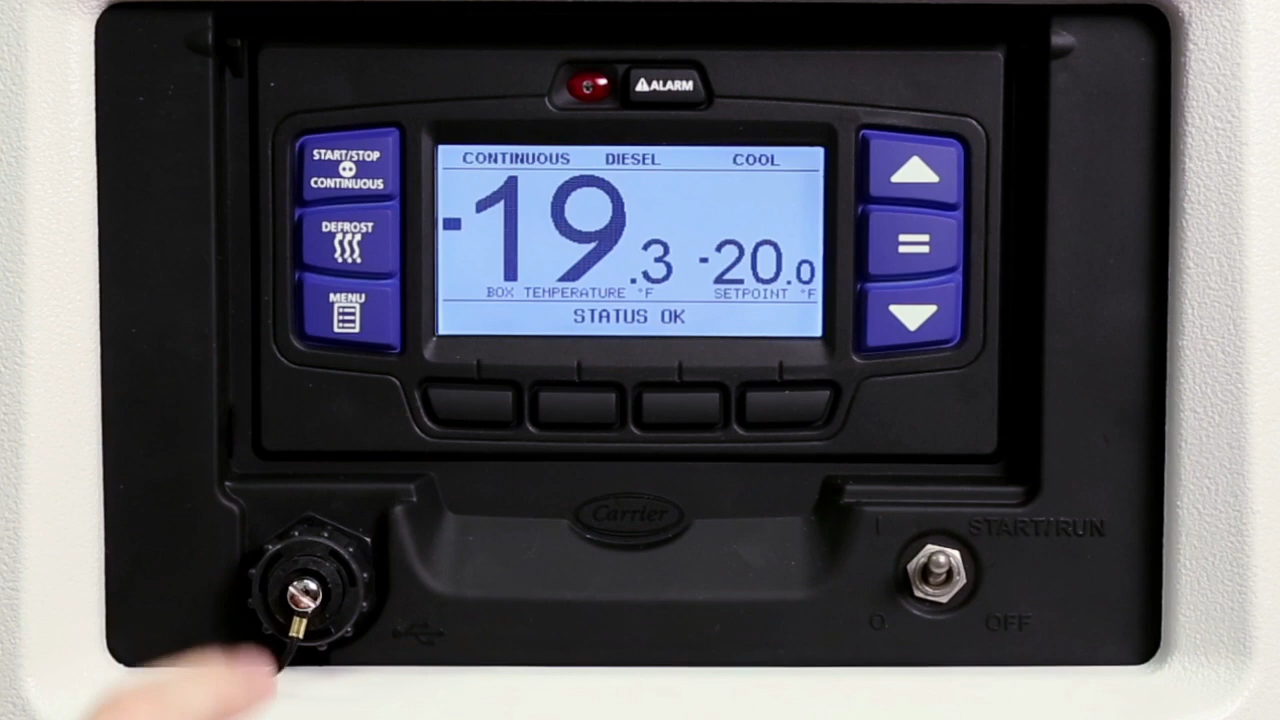 ALARM
START/STOP
CONTINUOUS
DEFROST
MENU
CONTINUOUS DIESEL COOL
-19.3 -20.0
BOX TEMPERATURE °F SETPOINT °F
STATUS OK
Carrier
I START/RUN
O OFF